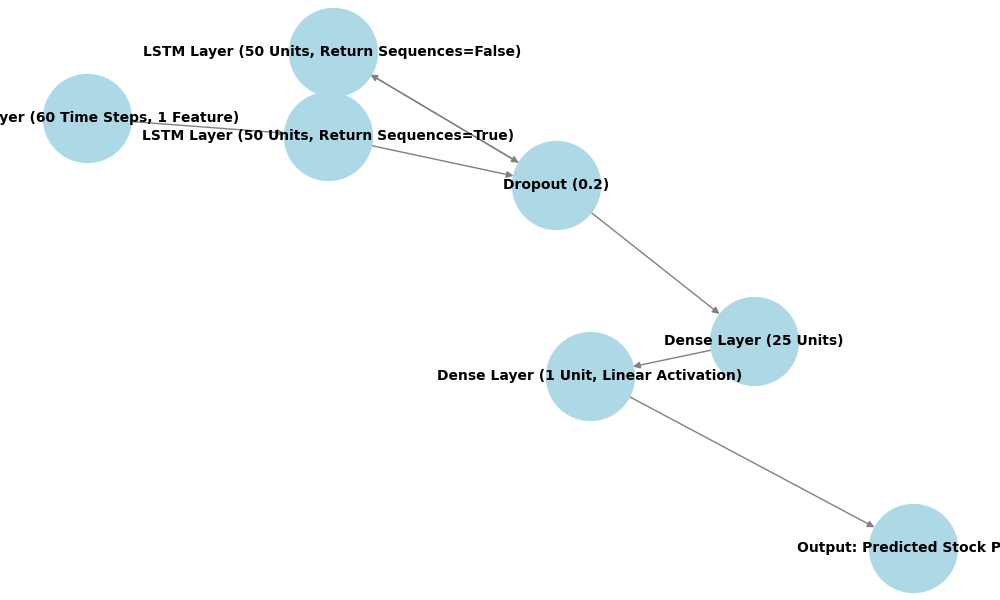 LSTM Layer (50 Units, Return Sequences=False)
yer (60 Time Steps, 1 Feature)
LSTM Layer (50 Units, Return Sequences=True)
Dropout (0.2)
Dense Layer (25 Units)
Dense Layer (1 Unit, Linear Activation)
Output: Predicted Stock P